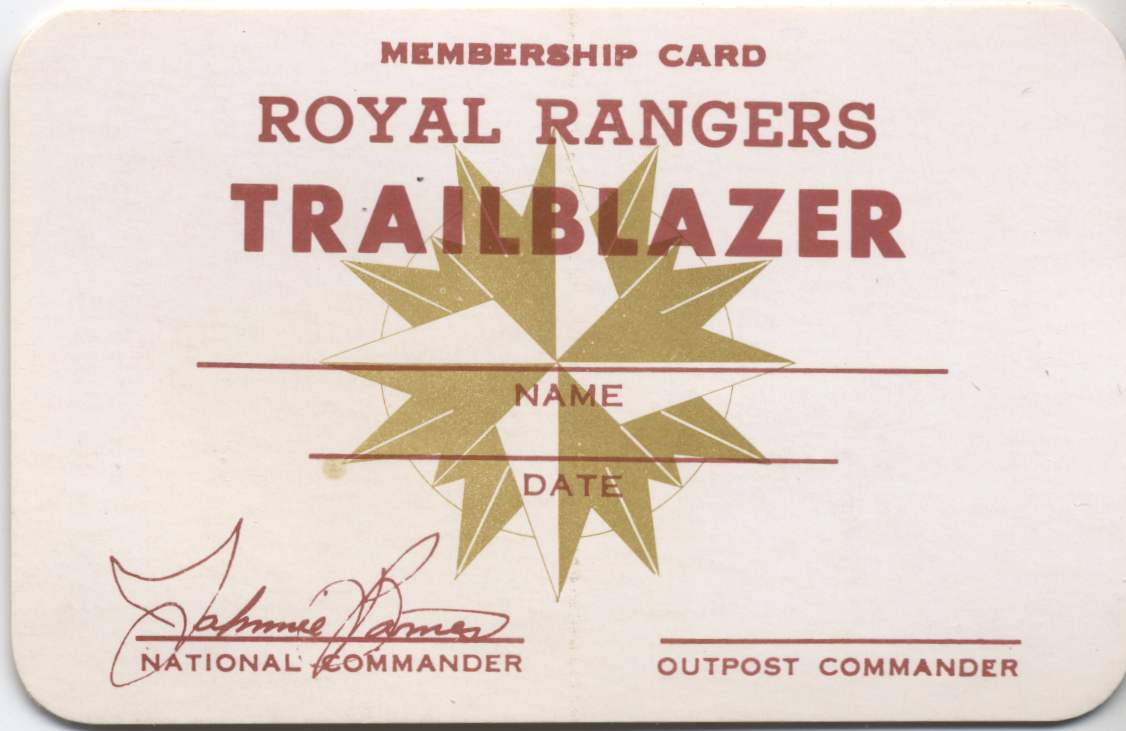 MEMBERSHIP CARD
ROYAL RANGERS
TRAILBLAZER
NAME
DATE
Johnnie Barnes
NATIONAL COMMANDER
OUTPOST COMMANDER